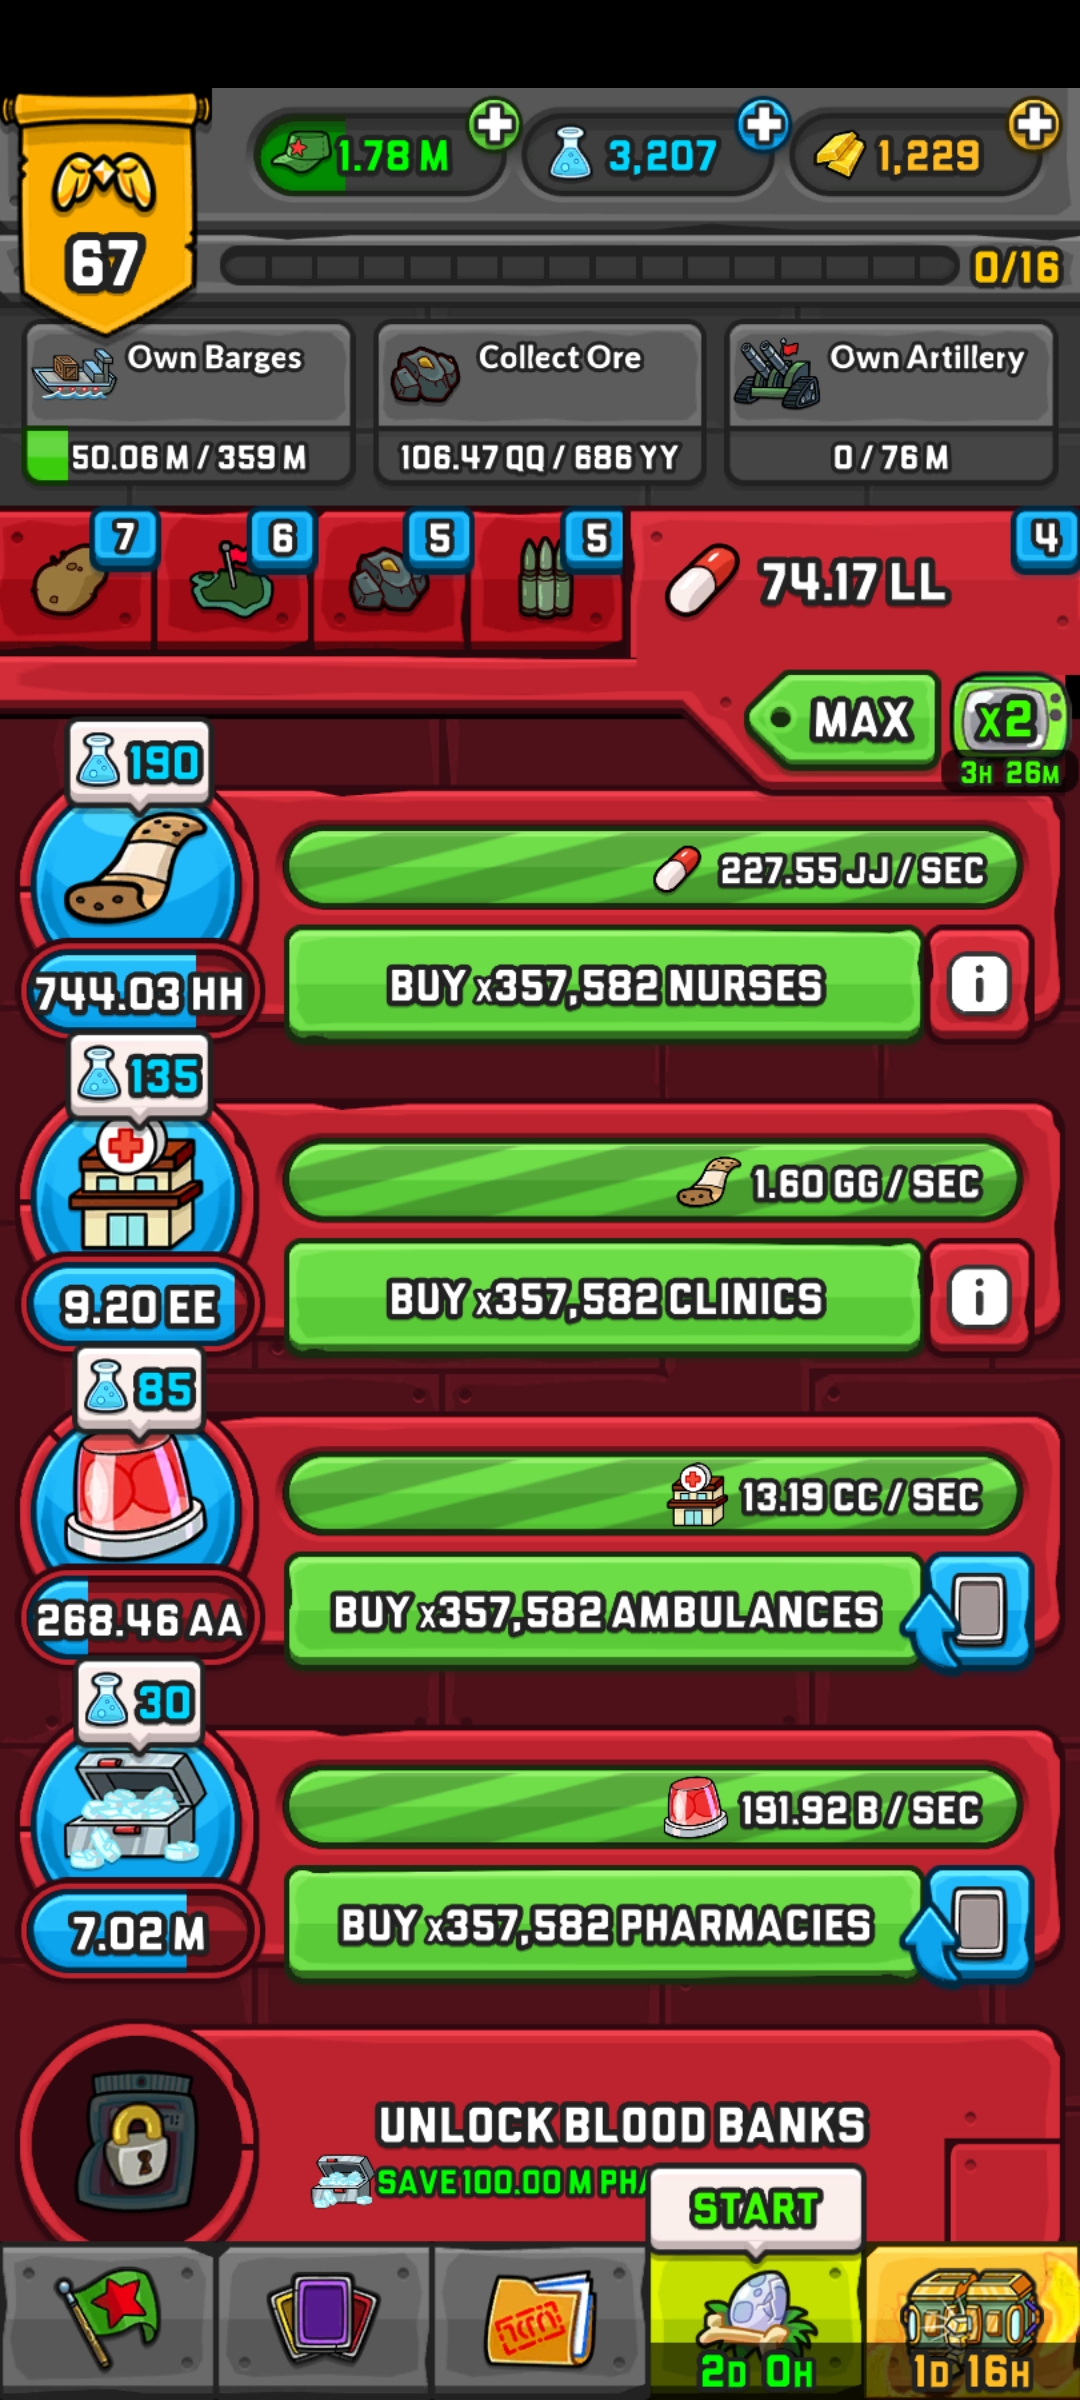 1.78 M
3,207
1,229
67
0/16
Own Barges
50.06 M / 359 M
Collect Ore
106.47 QQ / 686 YY
Own Artillery
0 / 76 M
7
6
5
5
4
74.17 LL
MAX
x2
3H 26M
190
227.55 JJ / SEC
744.03 HH
BUY x357,582 NURSES
i
135
1.60 GG / SEC
9.20 EE
BUY x357,582 CLINICS
i
85
13.19 CC / SEC
268.46 AA
BUY x357,582 AMBULANCES
30
191.92 B / SEC
7.02 M
BUY x357,582 PHARMACIES
UNLOCK BLOOD BANKS
SAVE 100.00 M
START
2D 0H
1D 16H